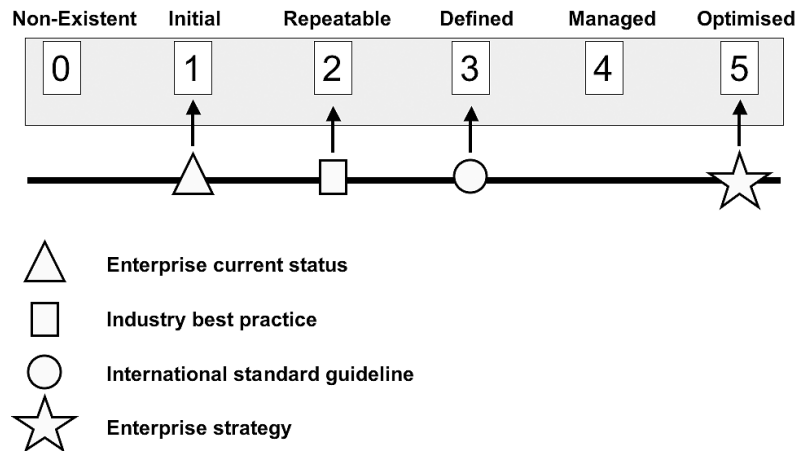 Non-Existent Initial Repeatable Defined Managed Optimised
0 1 2 3 4 5
Enterprise current status
Industry best practice
International standard guideline
Enterprise strategy